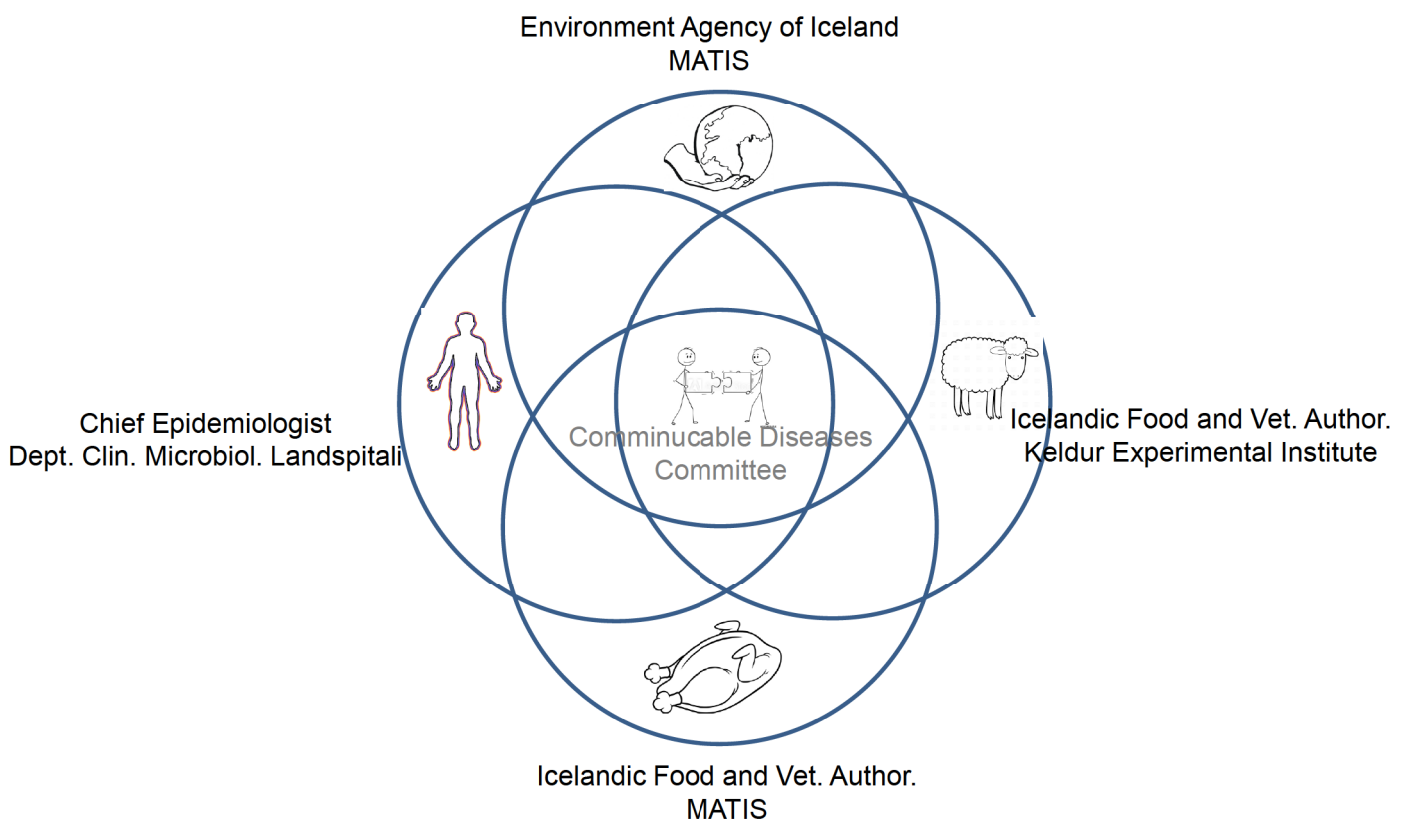 Environment Agency of Iceland
MATIS
Chief Epidemiologist
Dept. Clin. Microbiol. Landspitali
Comminucable Diseases
Committee
Icelandic Food and Vet. Author.
Keldur Experimental Institute
Icelandic Food and Vet. Author.
MATIS